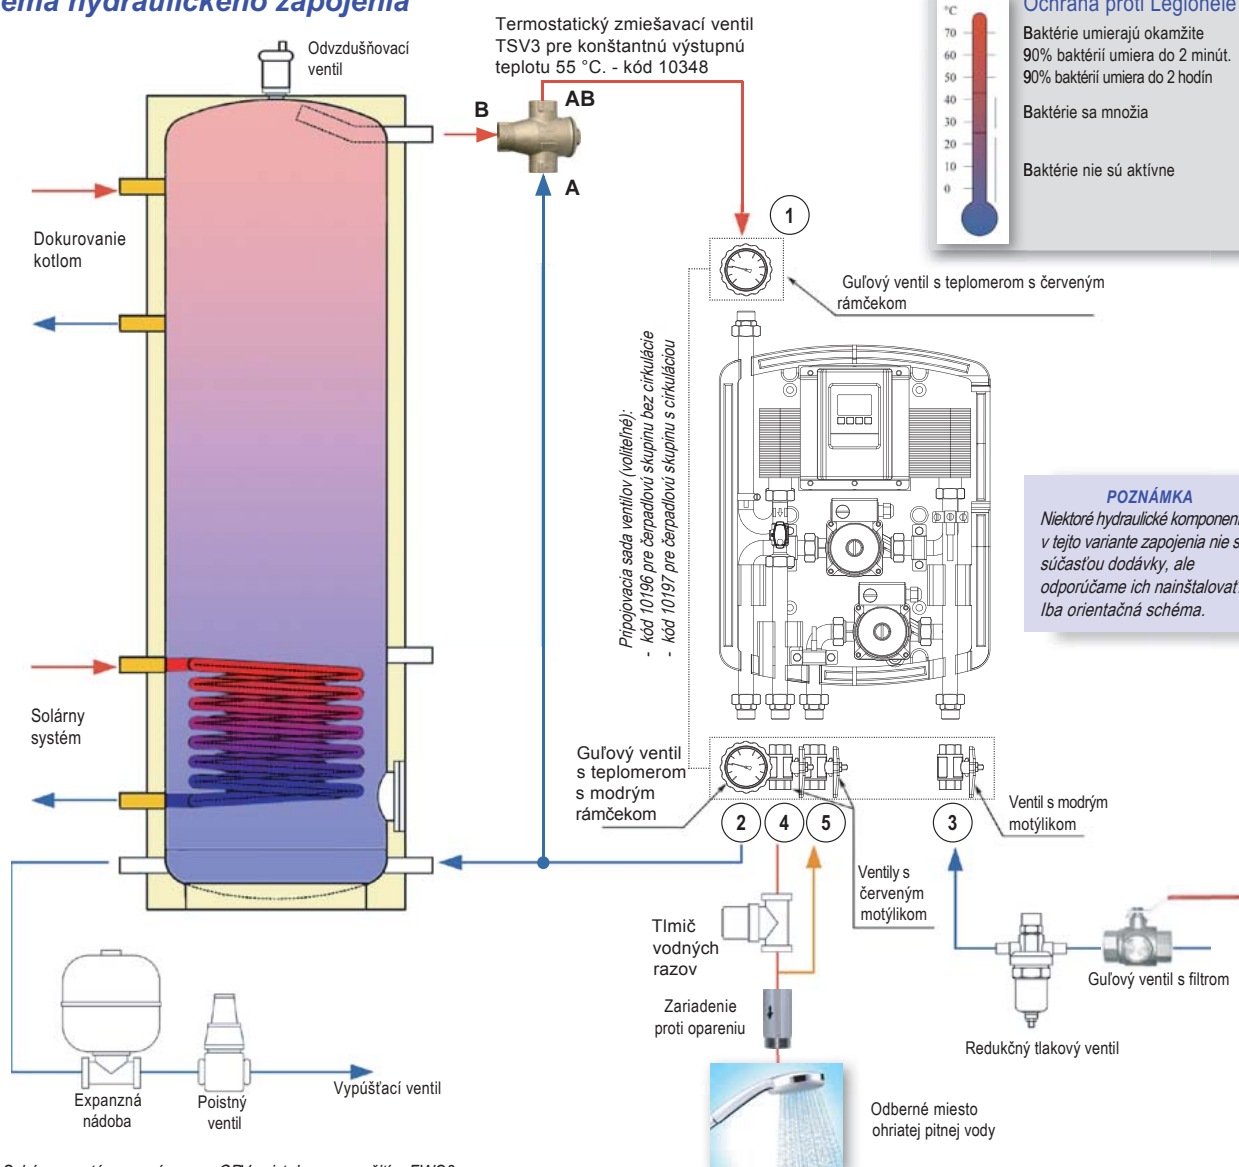 ema hydraulického zapojenia
Odvzdušňovací
ventil
Termostatický zmiešavací ventil
TSV3 pre konštantnú výstupnú
teplotu 55 °C. - kód 10348
B
AB
A
°C
70
60
50
40
30
20
10
0
Ochrana proti Legionele
Baktérie umierajú okamžite
90% baktérií umiera do 2 minút.
90% baktérií umiera do 2 hodín
Baktérie sa množia
Baktérie nie sú aktívne
Dokurovanie
kotlom
1
Guľový ventil s teplomerom s červeným
rámčekom
Pripojovacia sada ventilov (voliteľné):
- kód 10196 pre čerpadlovú skupinu bez cirkulácie
- kód 10197 pre čerpadlovú skupinu s cirkuláciou
POZNÁMKA
Niektoré hydraulické komponen
v tejto variante zapojenia nie s
súčasťou dodávky, ale
odporúčame ich nainštalovať.
Iba orientačná schéma.
Solárny
systém
Guľový ventil
s teplomerom
s modrým
rámčekom
2
4
5
3
Ventil s modrým
motýlikom
Ventily s
červeným
motýlikom
Tlmič
vodných
razov
Zariadenie
proti opareniu
Guľový ventil s filtrom
Redukčný tlakový ventil
Expanzná
nádoba
Poistný
ventil
Vypúšťací ventil
Odberné miesto
ohriatej pitnej vody